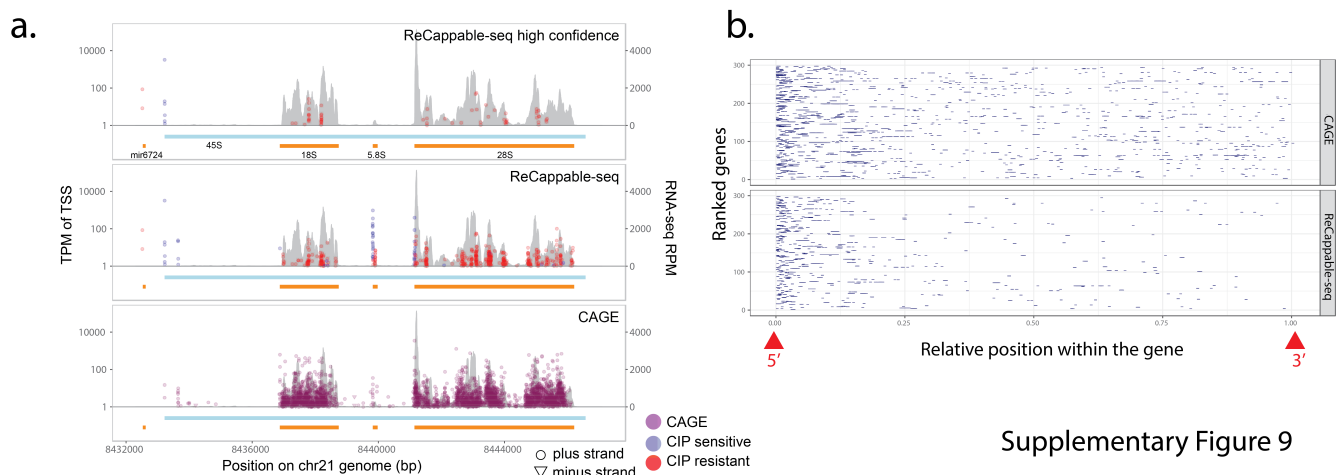 a.
ReCappable-seq high confidence
10000
100
1
4000
2000
0
mir6724
45S
18S
5.8S
28S
ReCappable-seq
10000
100
1
4000
2000
0
TPM of TSS
RNA-seq RPM
CAGE
10000
100
1
4000
2000
0
8432000
8436000
8440000
8444000
Position on chr21 genome (bp)
plus strand
minus strand
CAGE
CIP sensitive
CIP resistant
b.
300
200
100
0
CAGE
300
200
100
0
ReCappable-seq
Ranked genes
0.00
0.25
0.50
0.75
1.00
5'
Relative position within the gene
3'
Supplementary Figure 9